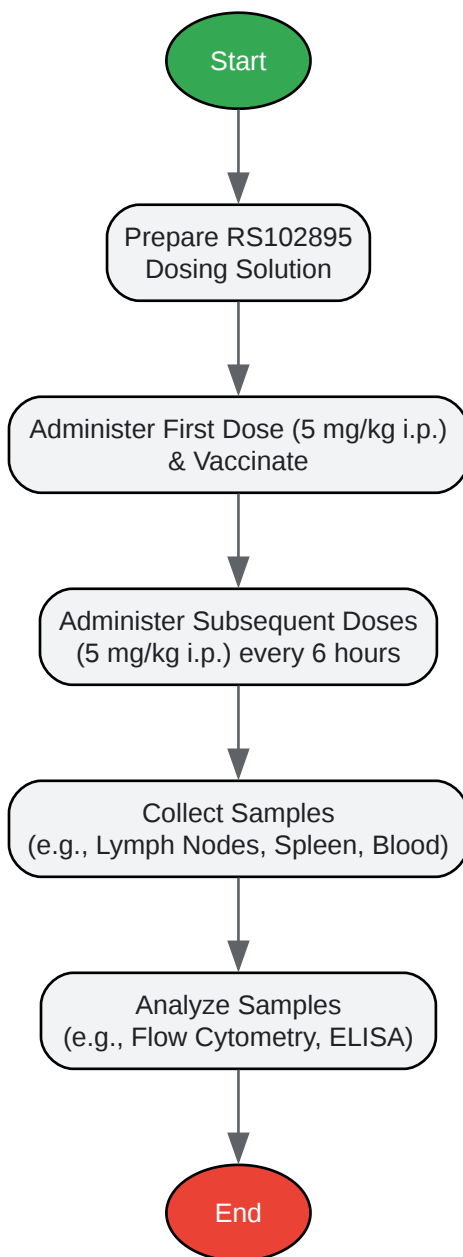 Start
Prepare RS102895
Dosing Solution
Administer First Dose (5 mg/kg i.p.)
& Vaccinate
Administer Subsequent Doses
(5 mg/kg i.p.) every 6 hours
Collect Samples
(e.g., Lymph Nodes, Spleen, Blood)
Analyze Samples
(e.g., Flow Cytometry, ELISA)
End